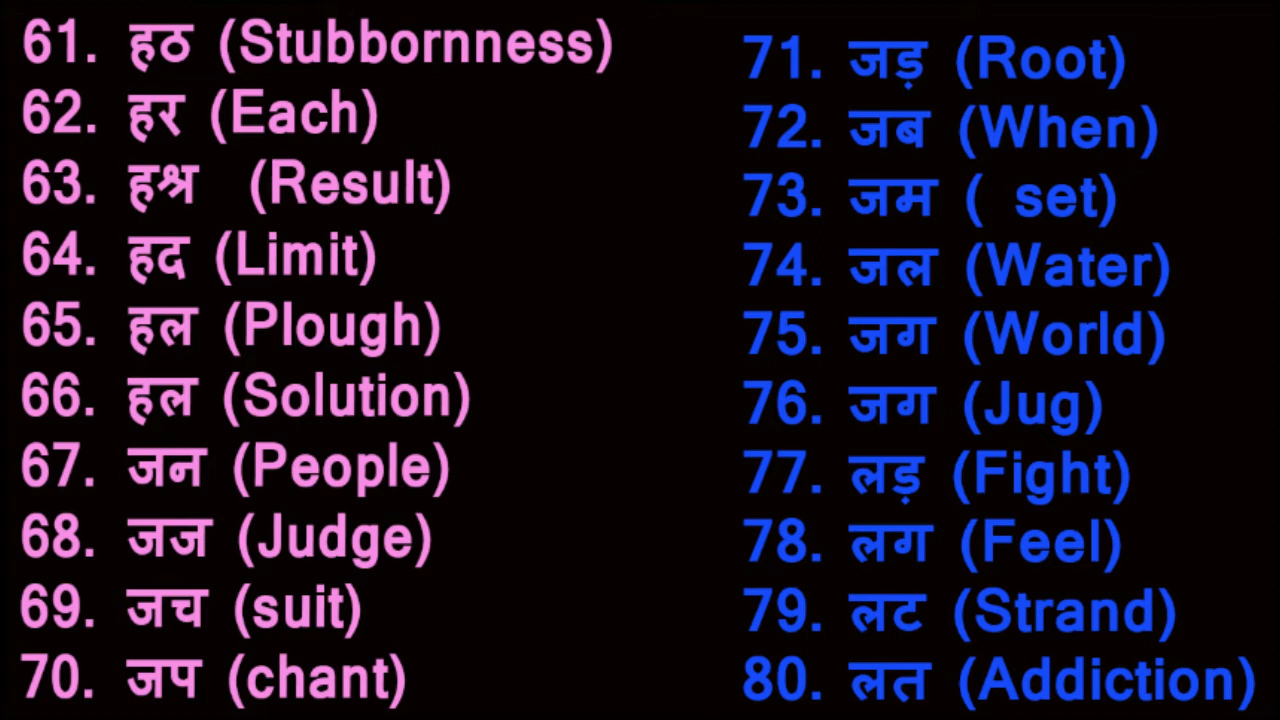 61. हठ (Stubbornness)
62. हर (Each)
63. हश्र (Result)
64. हद (Limit)
65. हल (Plough)
66. हल (Solution)
67. जन (People)
68. जज (Judge)
69. जच (suit)
70. जप (chant)
71. जड़ (Root)
72. जब (When)
73. जम ( set)
74. जल (Water)
75. जग (World)
76. जग (Jug)
77. लड़ (Fight)
78. लग (Feel)
79. लट (Strand)
80. लत (Addiction)